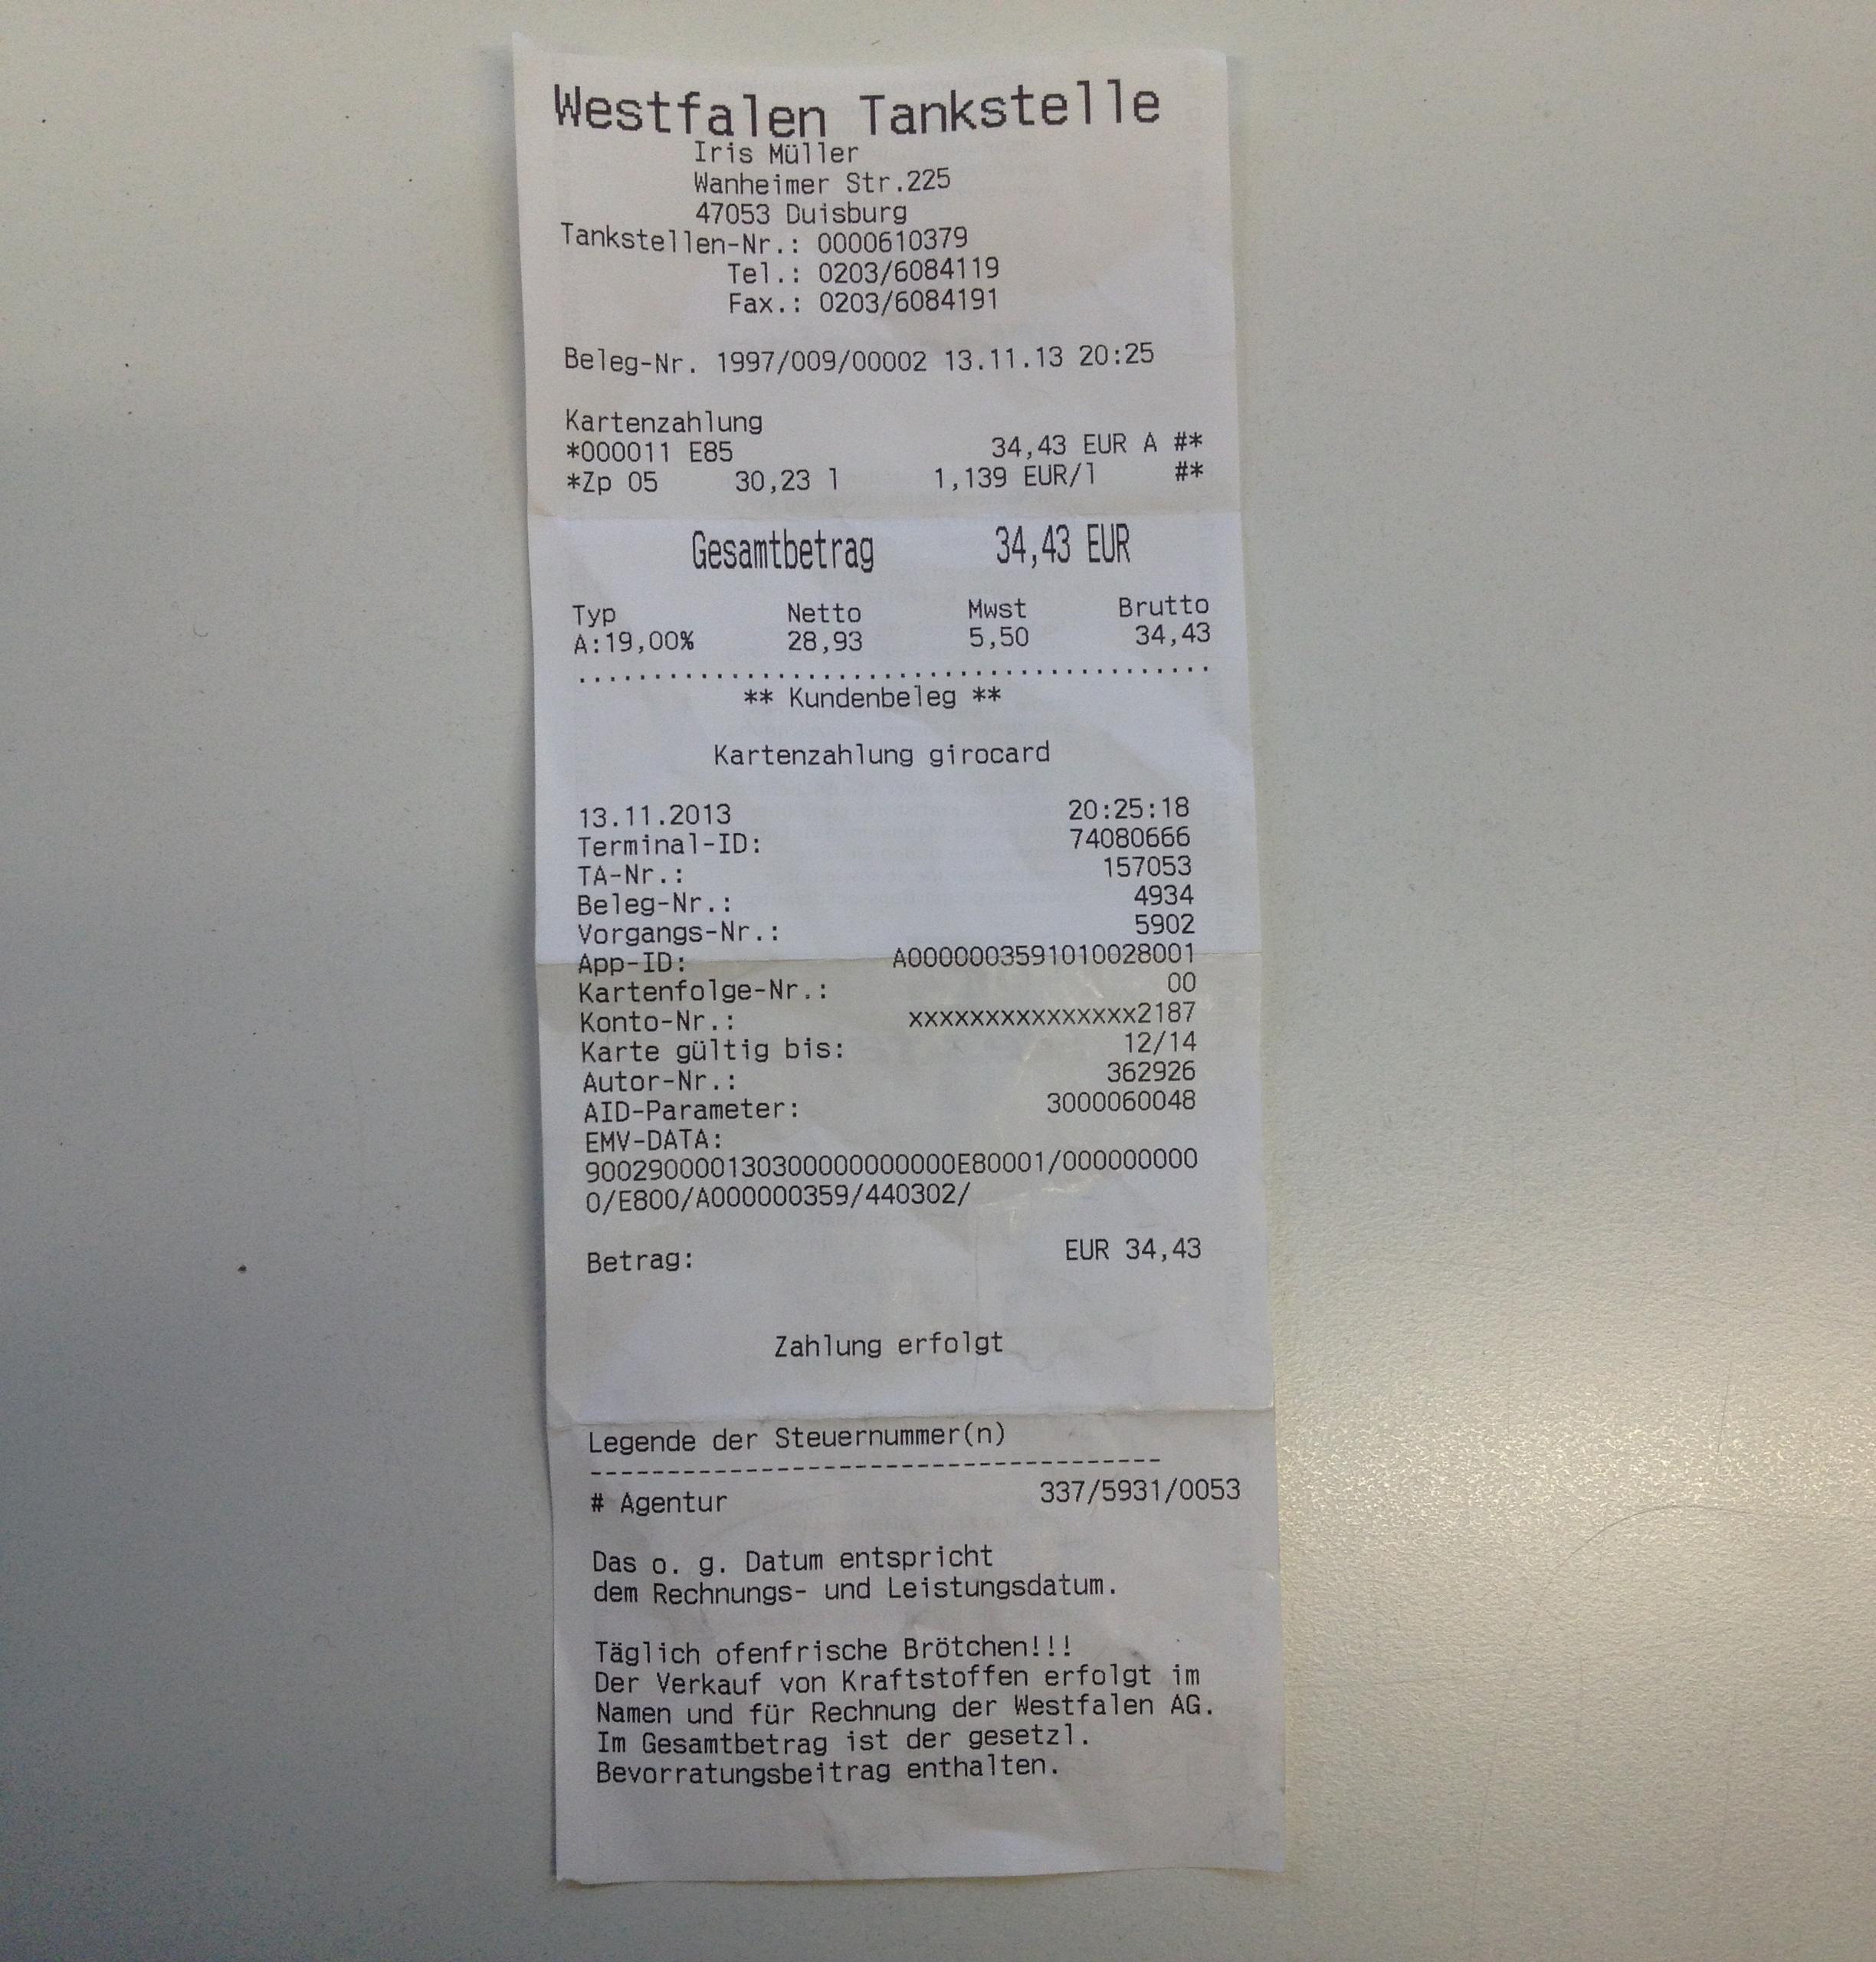 Westfalen Tankstelle
Iris Müller
Wanheimer Str.225
47053 Duisburg
Tankstellen-Nr.: 0000610379
Tel.: 0203/6084119
Fax.: 0203/6084191
Beleg-Nr. 1997/009/00002 13.11.13 20:25
Kartenzahlung
*000011 E85 34,43 EUR A #*
*Zp 05 30,23 l 1,139 EUR/l #*
Gesamtbetrag 34,43 EUR
Typ Netto Mwst Brutto
A:19,00% 28,93 5,50 34,43
..........................................
** Kundenbeleg **
Kartenzahlung girocard
13.11.2013 20:25:18
Terminal-ID: 74080666
TA-Nr.: 157053
Beleg-Nr.: 4934
Vorgangs-Nr.: 5902
App-ID: A0000003591010028001
Kartenfolge-Nr.: 00
Konto-Nr.: xxxxxxxxxxxxxxx2187
Karte gültig bis: 12/14
Autor-Nr.: 362926
AID-Parameter: 3000060048
EMV-DATA:
9002900001303000000000000E80001/000000000
0/E800/A000000359/440302/
Betrag: EUR 34,43
Zahlung erfolgt
Legende der Steuernummer(n)
--------------------------------------
# Agentur 337/5931/0053
Das o. g. Datum entspricht
dem Rechnungs- und Leistungsdatum.
Täglich ofenfrische Brötchen!!!
Der Verkauf von Kraftstoffen erfolgt im
Namen und für Rechnung der Westfalen AG.
Im Gesamtbetrag ist der gesetzl.
Bevorratungsbeitrag enthalten.